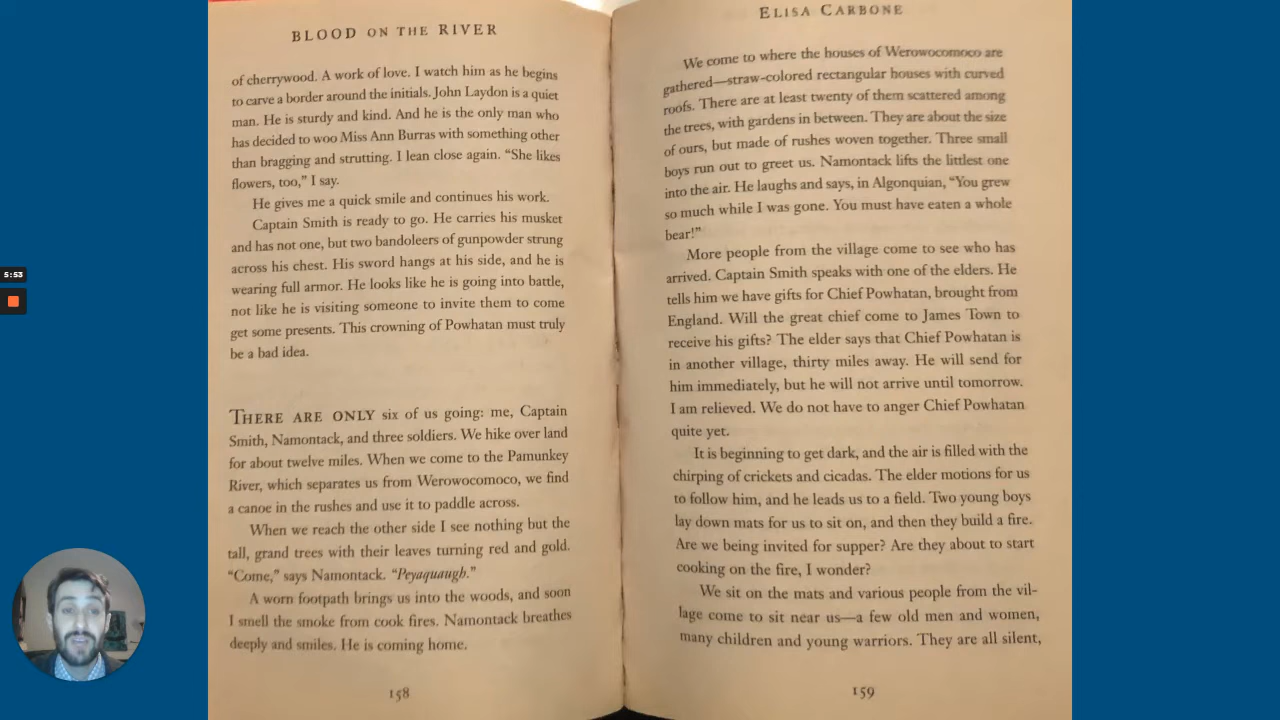 BLOOD ON THE RIVER
of cherrywood. A work of love. I watch him as he begins
to carve a border around the initials. John Laydon is a quiet
man. He is sturdy and kind. And he is the only man who
has decided to woo Miss Ann Burras with something other
than bragging and strutting. I lean close again. “She likes
flowers, too,” I say.
He gives me a quick smile and continues his work.
Captain Smith is ready to go. He carries his musket
and has not one, but two bandoleers of gunpowder strung
across his chest. His sword hangs at his side, and he is
wearing full armor. He looks like he is going into battle,
not like he is visiting someone to invite them to come
get some presents. This crowning of Powhatan must truly
be a bad idea.
THERE ARE ONLY six of us going: me, Captain
Smith, Namontack, and three soldiers. We hike over land
for about twelve miles. When we come to the Pamunkey
River, which separates us from Werowocomoco, we find
a canoe in the rushes and use it to paddle across.
When we reach the other side I see nothing but the
tall, grand trees with their leaves turning red and gold.
“Come,” says Namontack. “Peyaquaugh.”
A worn footpath brings us into the woods, and soon
I smell the smoke from cook fires. Namontack breathes
deeply and smiles. He is coming home.
158
ELISA CARBONE
We come to where the houses of Werowocomoco are
gathered—straw-colored rectangular houses with curved
roofs. There are at least twenty of them scattered among
the trees, with gardens in between. They are about the size
of ours, but made of rushes woven together. Three small
boys run out to greet us. Namontack lifts the littlest one
into the air. He laughs and says, in Algonquian, “You grew
so much while I was gone. You must have eaten a whole
bear!”
More people from the village come to see who has
arrived. Captain Smith speaks with one of the elders. He
tells him we have gifts for Chief Powhatan, brought from
England. Will the great chief come to James Town to
receive his gifts? The elder says that Chief Powhatan is
in another village, thirty miles away. He will send for
him immediately, but he will not arrive until tomorrow.
I am relieved. We do not have to anger Chief Powhatan
quite yet.
It is beginning to get dark, and the air is filled with the
chirping of crickets and cicadas. The elder motions for us
to follow him, and he leads us to a field. Two young boys
lay down mats for us to sit on, and then they build a fire.
Are we being invited for supper? Are they about to start
cooking on the fire, I wonder?
We sit on the mats and various people from the vil-
lage come to sit near us—a few old men and women,
many children and young warriors. They are all silent,
159
5:53